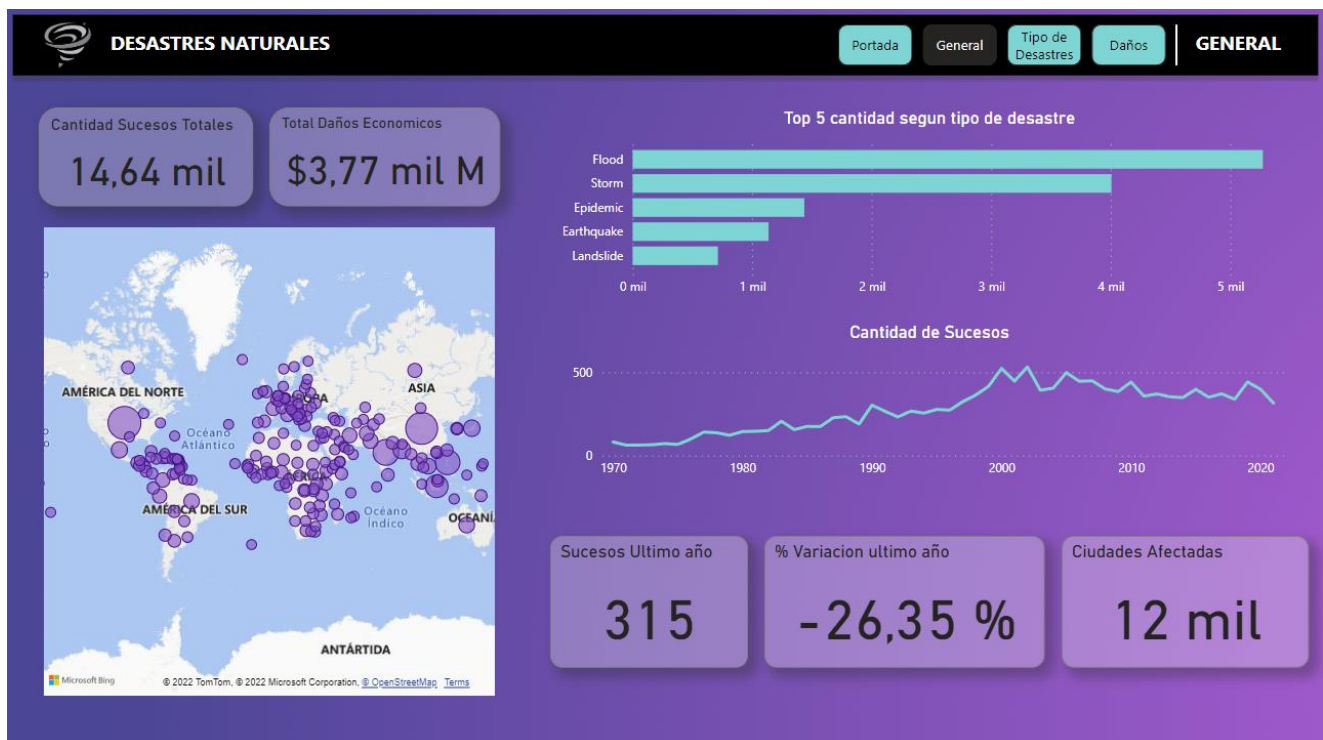 DESASTRES NATURALES
Portada
General
Tipo de
Desastres
Daños
GENERAL
Cantidad Sucesos Totales
14,64 mil
Total Daños Economicos
$3,77 mil M
AMÉRICA DEL NORTE
ASIA
Océano
Atlántico
AMÉRICA DEL SUR
Océano
Índico
ANTÁRTIDA
Microsoft Bing
© 2022 TomTom, © 2022 Microsoft Corporation, © OpenStreetMap Terms
Top 5 cantidad segun tipo de desastre
Flood
Storm
Epidemic
Earthquake
Landslide
0 mil
1 mil
2 mil
3 mil
4 mil
5 mil
Cantidad de Sucesos
500
0
1970
1980
1990
2000
2010
2020
Sucesos Ultimo año
315
% Variacion ultimo año
-26,35 %
Ciudades Afectadas
12 mil